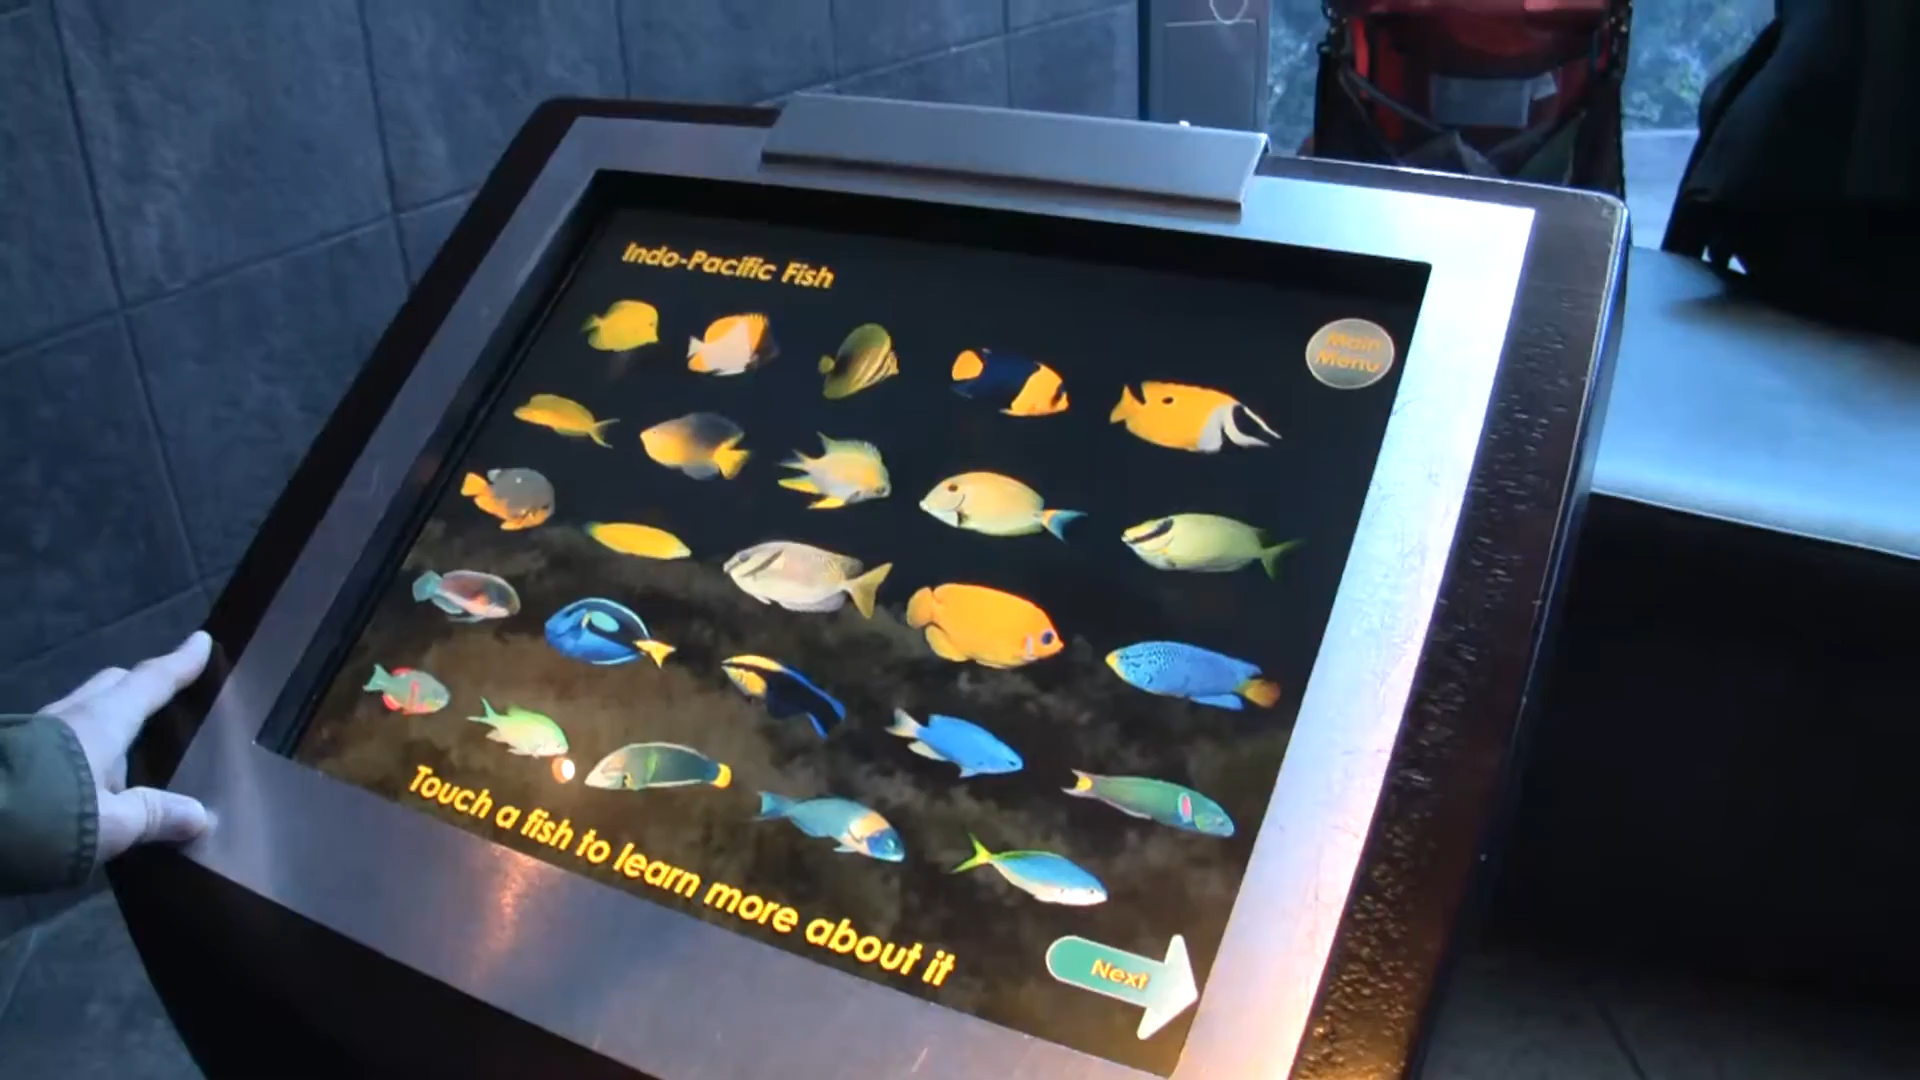 Indo-Pacific Fish
Main
Menu
Touch a fish to learn more about it
Next